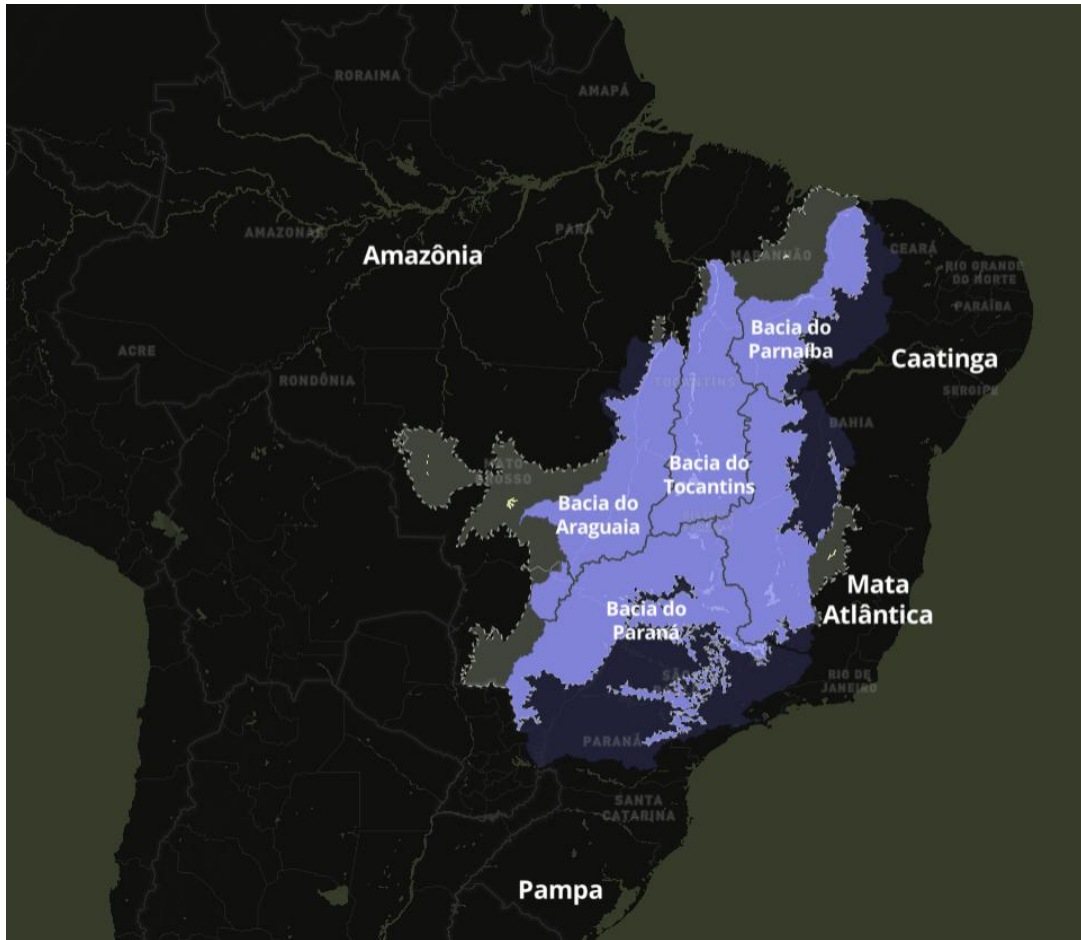 RORAIMA
AMAPÁ
AMAZONAS
PARÁ
Amazônia
MARANHÃO
CEARÁ
RIO GRANDE
DO NORTE
PARAÍBA
Bacia do
Parnaíba
ACRE
Caatinga
RONDÔNIA
TOCANTINS
SERGIPE
BAHIA
MATO
GROSSO
Bacia do
Tocantins
Bacia do
Araguaia
Mata
Atlântica
Bacia do
Paraná
SÃO
RIO DE
JANEIRO
PARANÁ
SANTA
CATARINA
Pampa